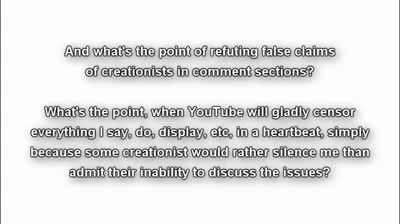 And what's the point of refuting false claims
of creationists in comment sections?
What's the point, when YouTube will gladly censor
everything I say, do, display, etc, in a heartbeat, simply
because some creationist would rather silence me than
admit their inability to discuss the issues?